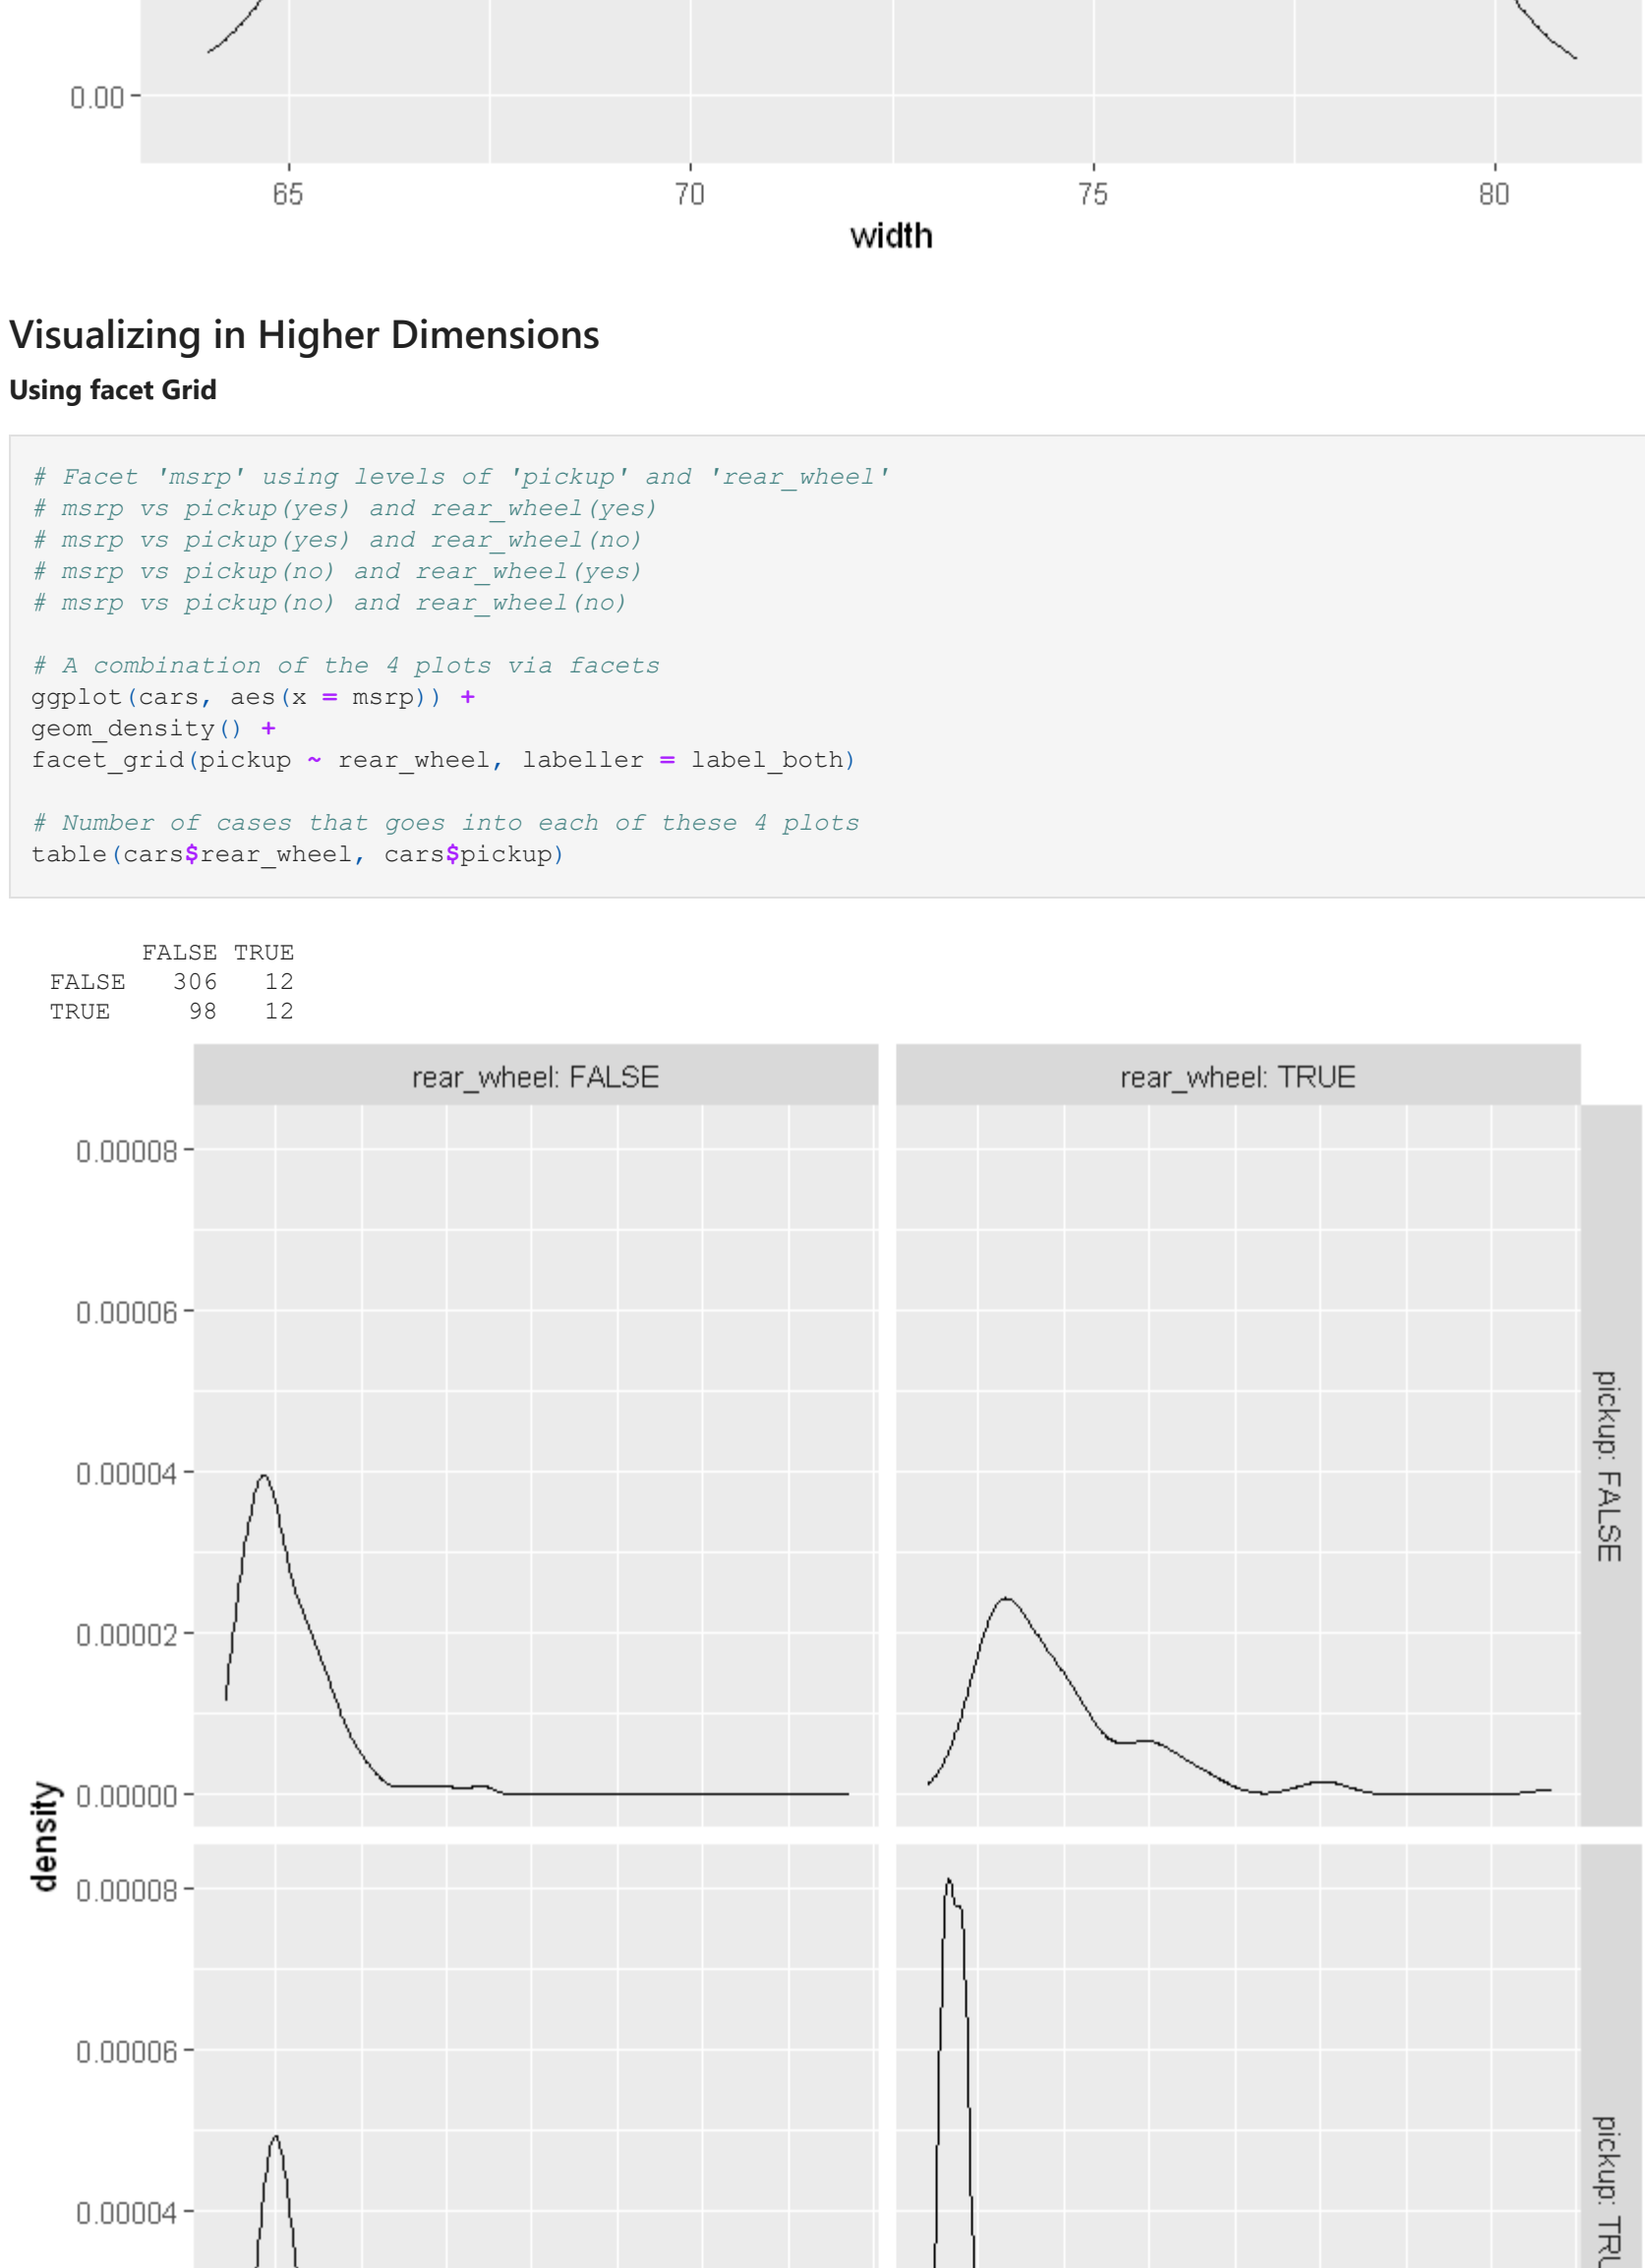 0.00
65 70 75 80
width
Visualizing in Higher Dimensions
Using facet Grid
# Facet 'msrp' using levels of 'pickup' and 'rear_wheel'
# msrp vs pickup(yes) and rear_wheel(yes)
# msrp vs pickup(yes) and rear_wheel(no)
# msrp vs pickup(no) and rear_wheel(yes)
# msrp vs pickup(no) and rear_wheel(no)
# A combination of the 4 plots via facets
ggplot(cars, aes(x = msrp)) +
geom_density() +
facet_grid(pickup ~ rear_wheel, labeller = label_both)
# Number of cases that goes into each of these 4 plots
table(cars$rear_wheel, cars$pickup)
FALSE TRUE
FALSE 306 12
TRUE 98 12
rear_wheel: FALSE rear_wheel: TRUE
0.00008
0.00006
0.00004
0.00002
0.00000
pickup: FALSE
density
0.00008
0.00006
0.00004
pickup: TRU